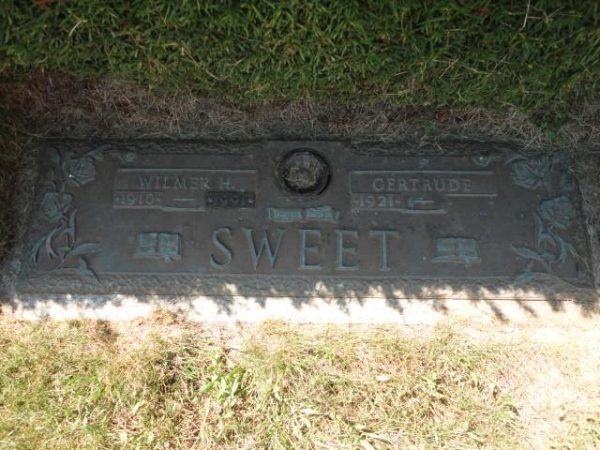 WILMER H.
1910
GERTRUDE
1921
SWEET